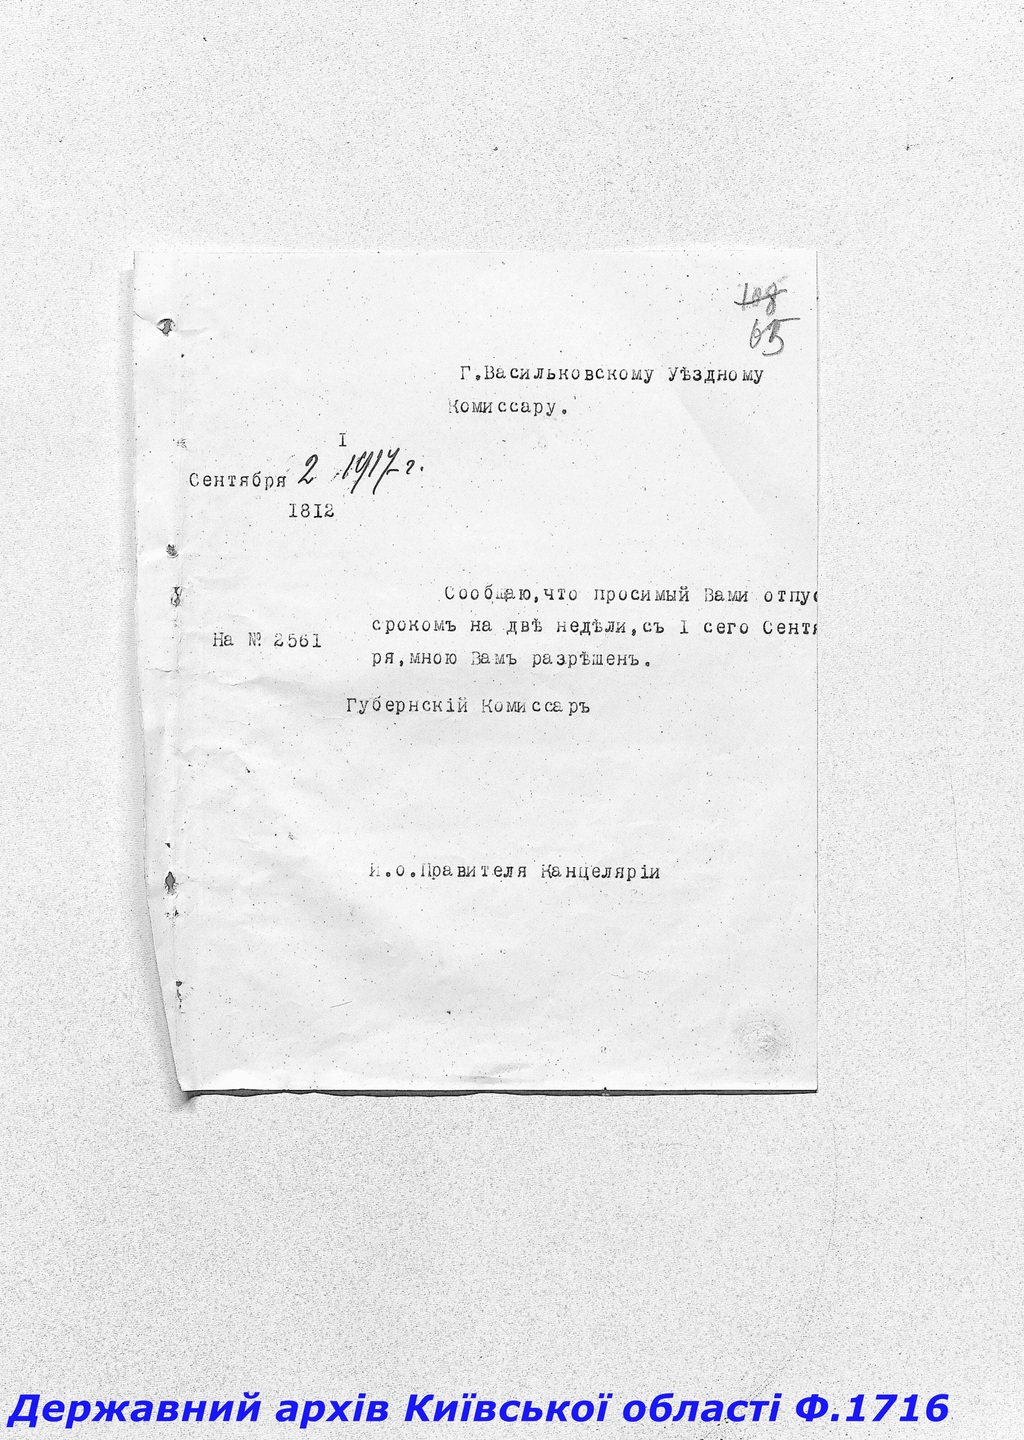 108
65
Г.Васильковскому Уѣздному
Комиссару.
I
Сентября 2 1917 г.
1812
Сообщаю,что просимый Вами отпус
На № 2561
срокомъ на двѣ недѣли,съ 1 сего Сентя
ря,мною Вамъ разрѣшенъ.
Губернскій Комиссаръ
И.о.Правителя Канцеляріи
Державний архів Київської області Ф.1716